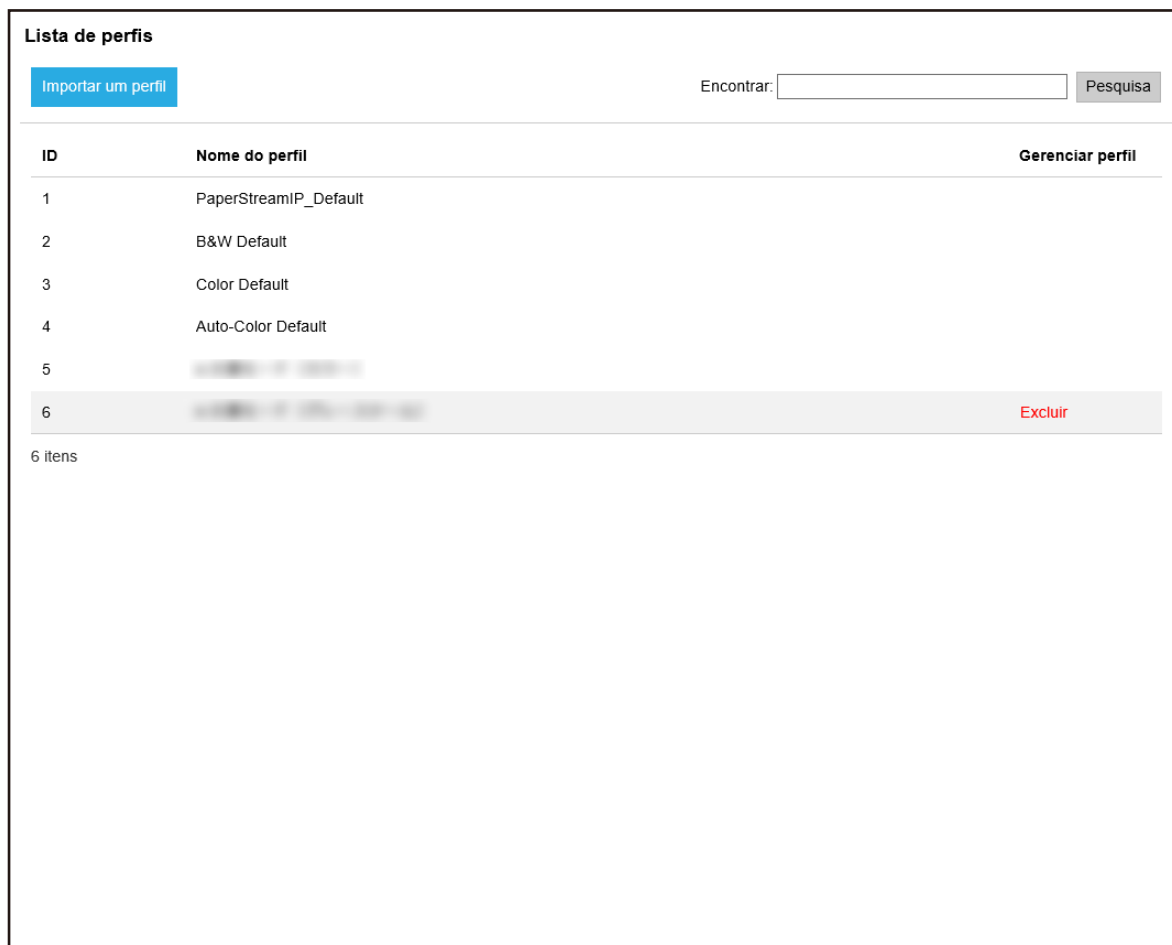 Lista de perfis
Importar um perfil Encontrar: Pesquisa
ID Nome do perfil Gerenciar perfil
1 PaperStreamIP_Default
2 B&W Default
3 Color Default
4 Auto-Color Default
5
6 Excluir
6 itens